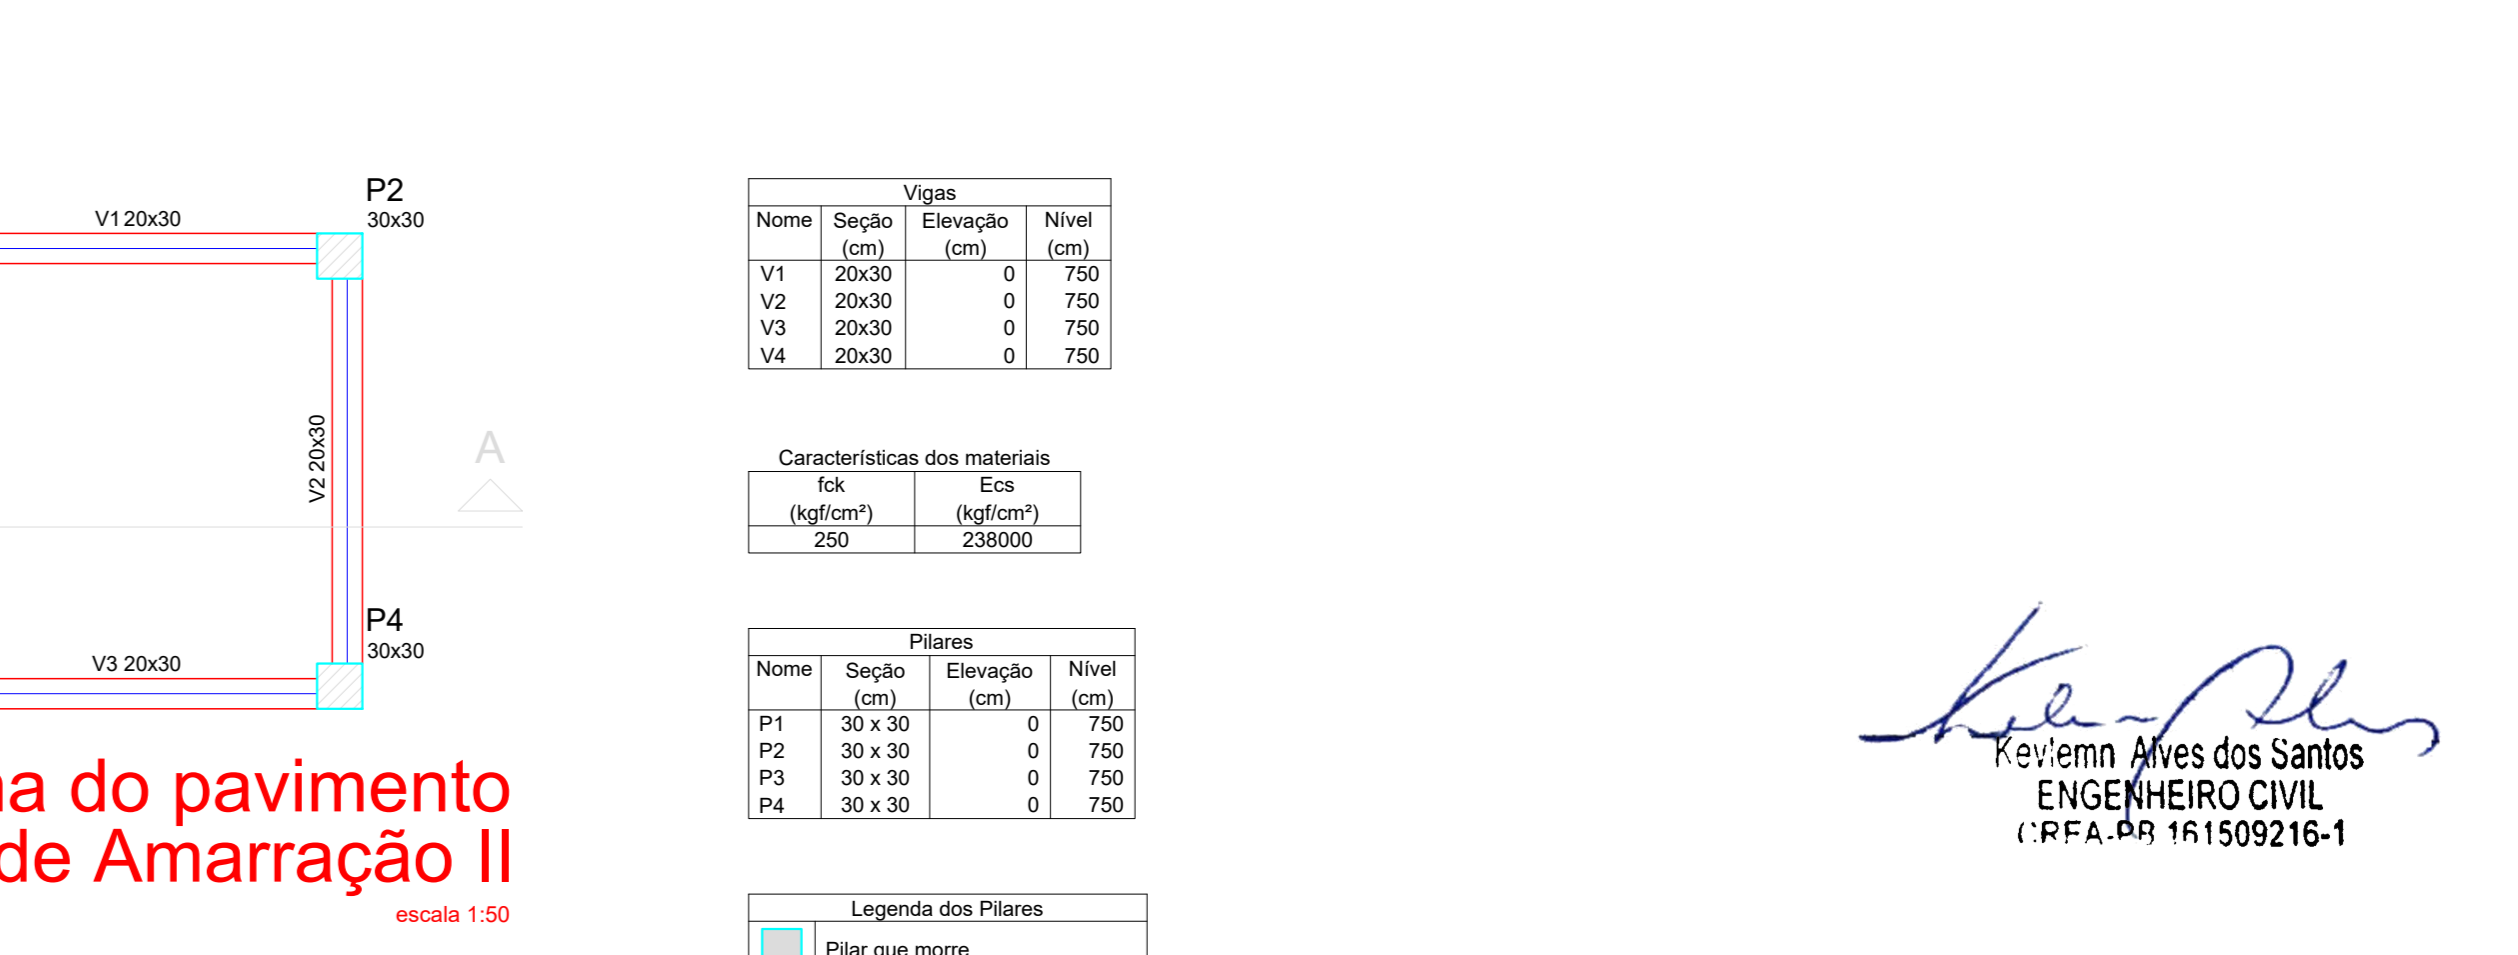 P2
30x30
V1 20x30
V2 20x30
A
P4
30x30
V3 20x30
do pavimento
de Amarração II
escala 1:50
Vigas
Nome Seção (cm) Elevação (cm) Nível (cm)
V1 20x30 0 750
V2 20x30 0 750
V3 20x30 0 750
V4 20x30 0 750
Características dos materiais
fck Ecs
(kgf/cm²) (kgf/cm²)
250 238000
Pilares
Nome Seção (cm) Elevação (cm) Nível (cm)
P1 30 x 30 0 750
P2 30 x 30 0 750
P3 30 x 30 0 750
P4 30 x 30 0 750
Legenda dos Pilares
Pilar que morre
Alves dos Santos
ENGENHEIRO CIVIL
CREA-PB 161509216-1